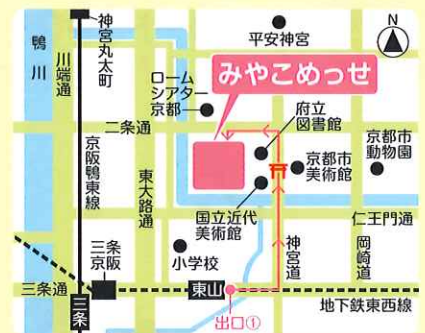 鴨川
川端通
神宮丸太町
平安神宮
N
ロームシアター京都
みやこめっせ
二条通
府立図書館
京都市美術館
京都市動物園
京阪鴨東線
東大路通
国立近代美術館
仁王門通
三条京阪
小学校
神宮道
岡崎道
三条通
三条
東山
出口①
地下鉄東西線